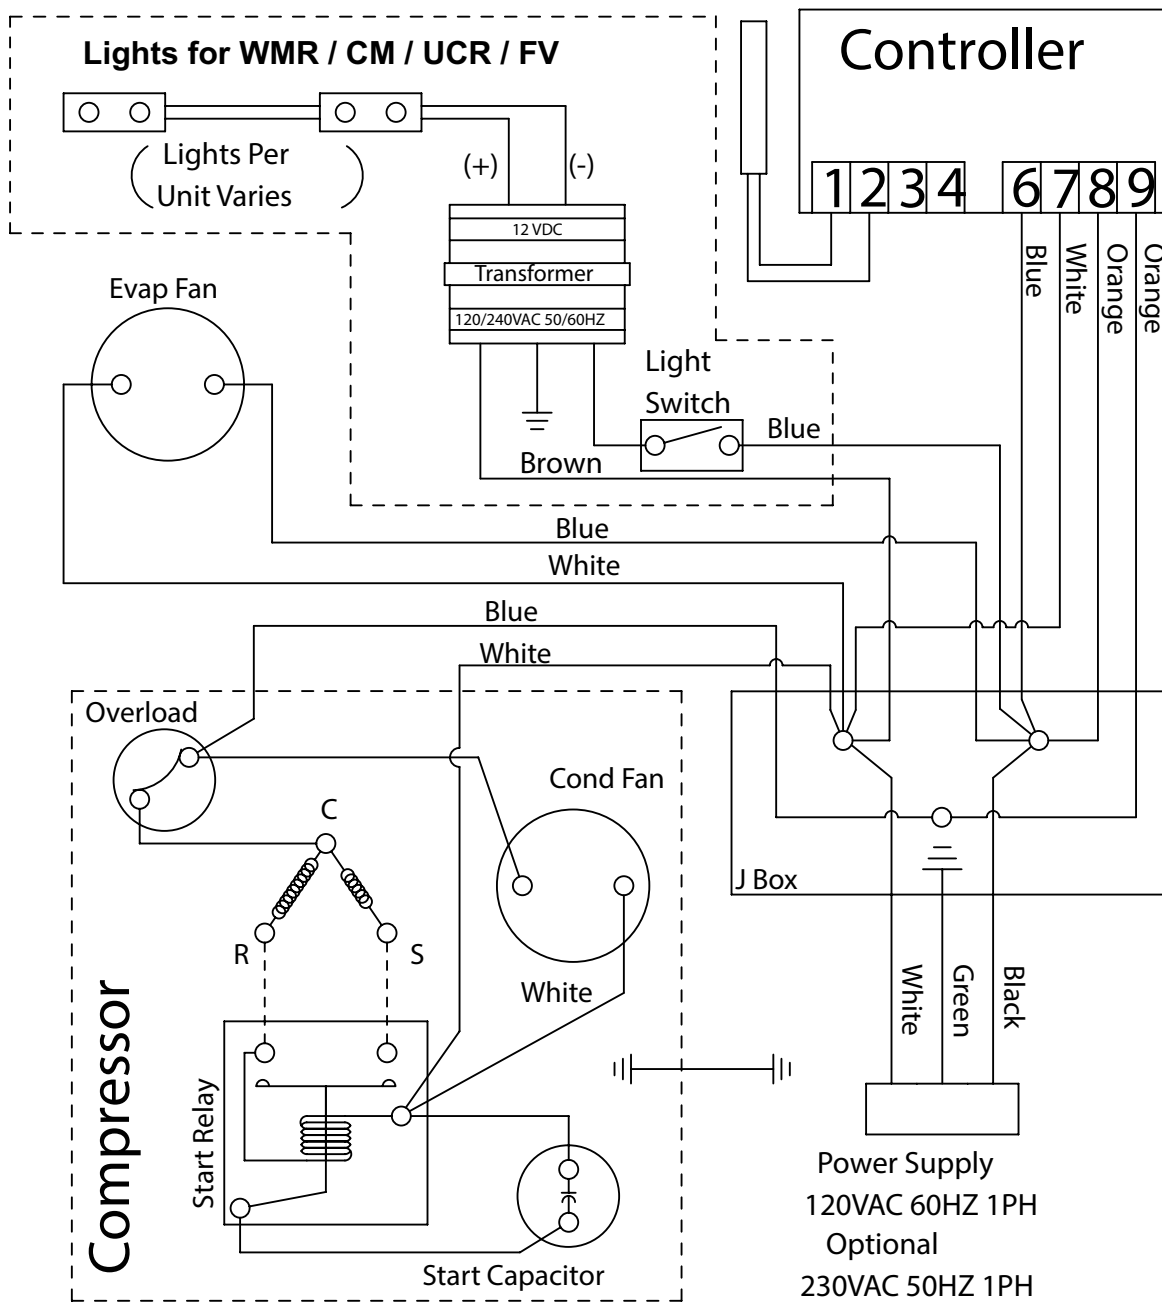 Lights for WMR / CM / UCR / FV
Controller
Lights Per
Unit Varies
(+)
(-)
1 2 3 4 6 7 8 9
12 VDC
Transformer
120/240VAC 50/60HZ
Blue
White
Orange
Orange
Evap Fan
Light
Switch
Blue
Brown
Blue
White
Blue
White
Overload
Cond Fan
C
R
S
J Box
White
White
Green
Black
Compressor
Start Relay
Start Capacitor
Power Supply
120VAC 60HZ 1PH
Optional
230VAC 50HZ 1PH